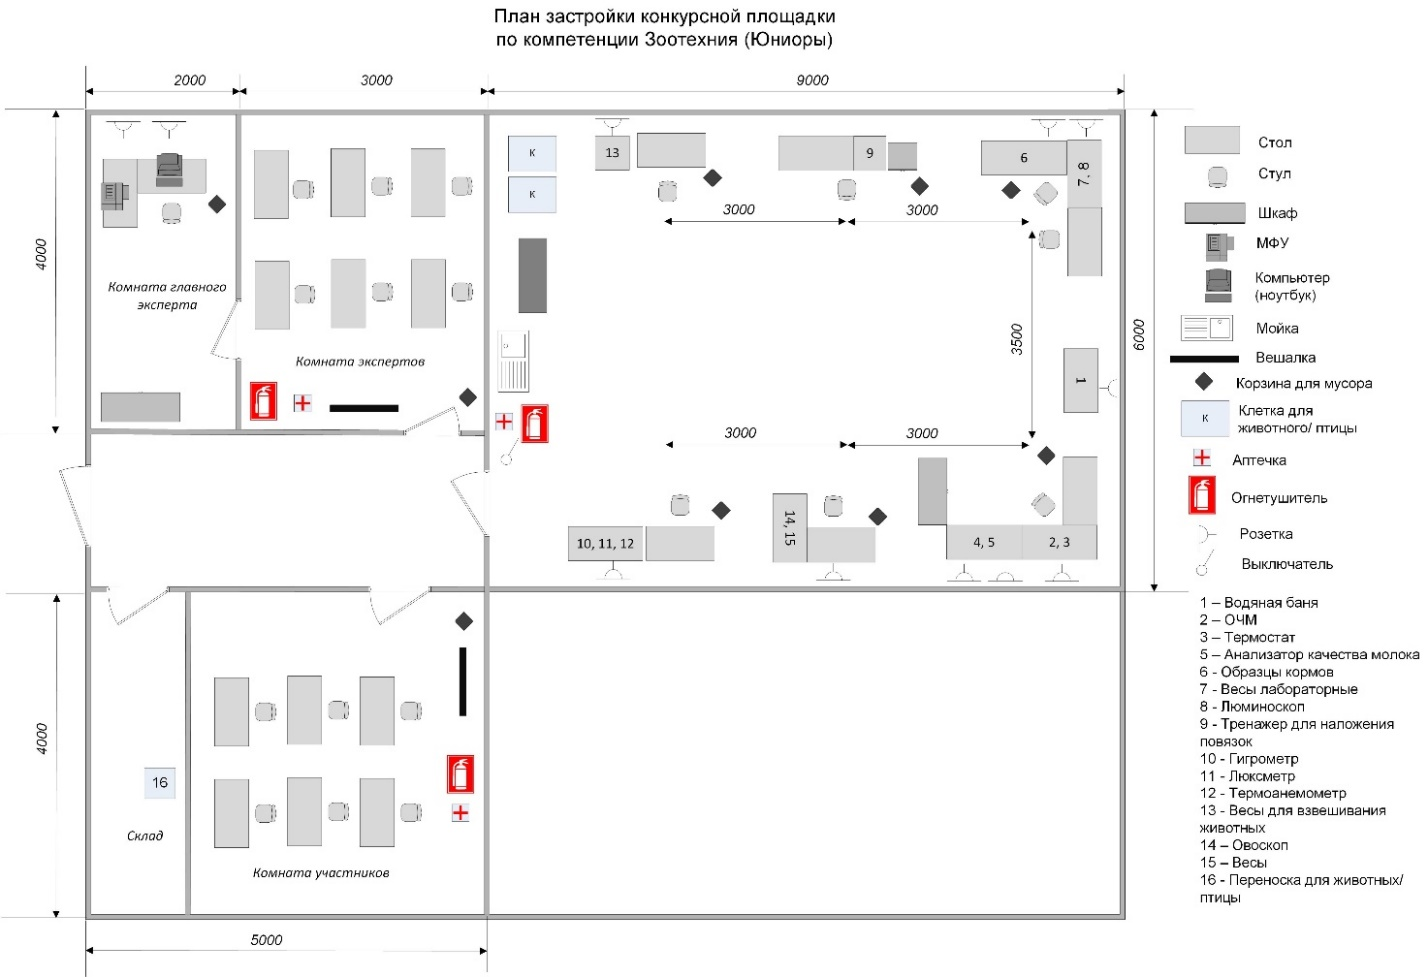 План застройки конкурсной площадки
по компетенции Зоотехния (Юниоры)
2000
3000
9000
4000
Комната главного
эксперта
Комната экспертов
К
К
13
9
6
7, 8
3000
3000
3500
6000
1
3000
3000
10, 11, 12
14,
15
4, 5
2, 3
4000
16
Склад
Комната участников
5000
Стол
Стул
Шкаф
МФУ
Компьютер
(ноутбук)
Мойка
Вешалка
Корзина для мусора
К
Клетка для
животного/ птицы
Аптечка
Огнетушитель
Розетка
Выключатель
1 – Водяная баня
2 – ОЧМ
3 – Термостат
5 – Анализатор качества молока
6 - Образцы кормов
7 - Весы лабораторные
8 - Люминоскоп
9 - Тренажер для наложения
повязок
10 - Гигрометр
11 - Люксметр
12 - Термоанемометр
13 - Весы для взвешивания
животных
14 – Овоскоп
15 – Весы
16 - Переноска для животных/
птицы